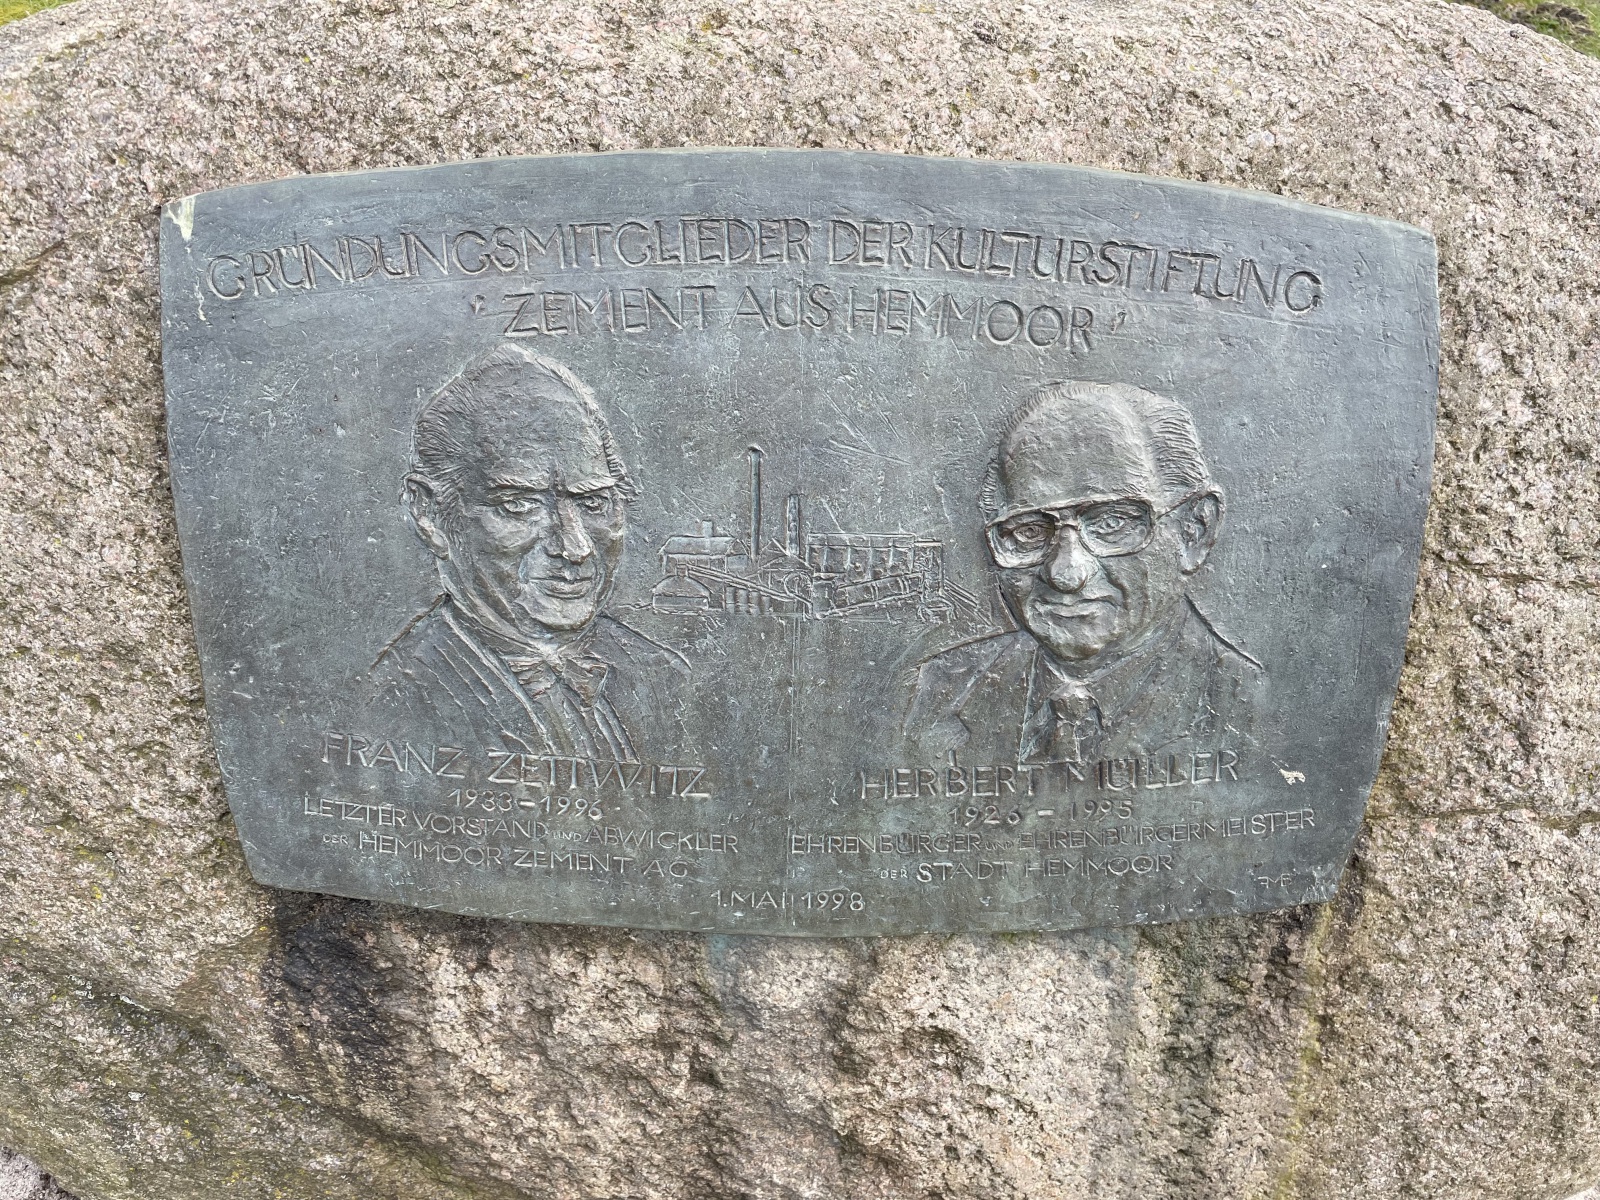 GRÜNDUNGSMITGLIEDER DER KULTURSTIFTUNG
'ZEMENT AUS HEMMOOR'
FRANZ ZETTWITZ
1933-1996
LETZTER VORSTAND UND ABWICKLER
DER HEMMOOR ZEMENT AG
HERBERT MÜLLER
1926-1995
EHRENBÜRGER UND EHRENBÜRGERMEISTER
DER STADT HEMMOOR
1. MAI 1998